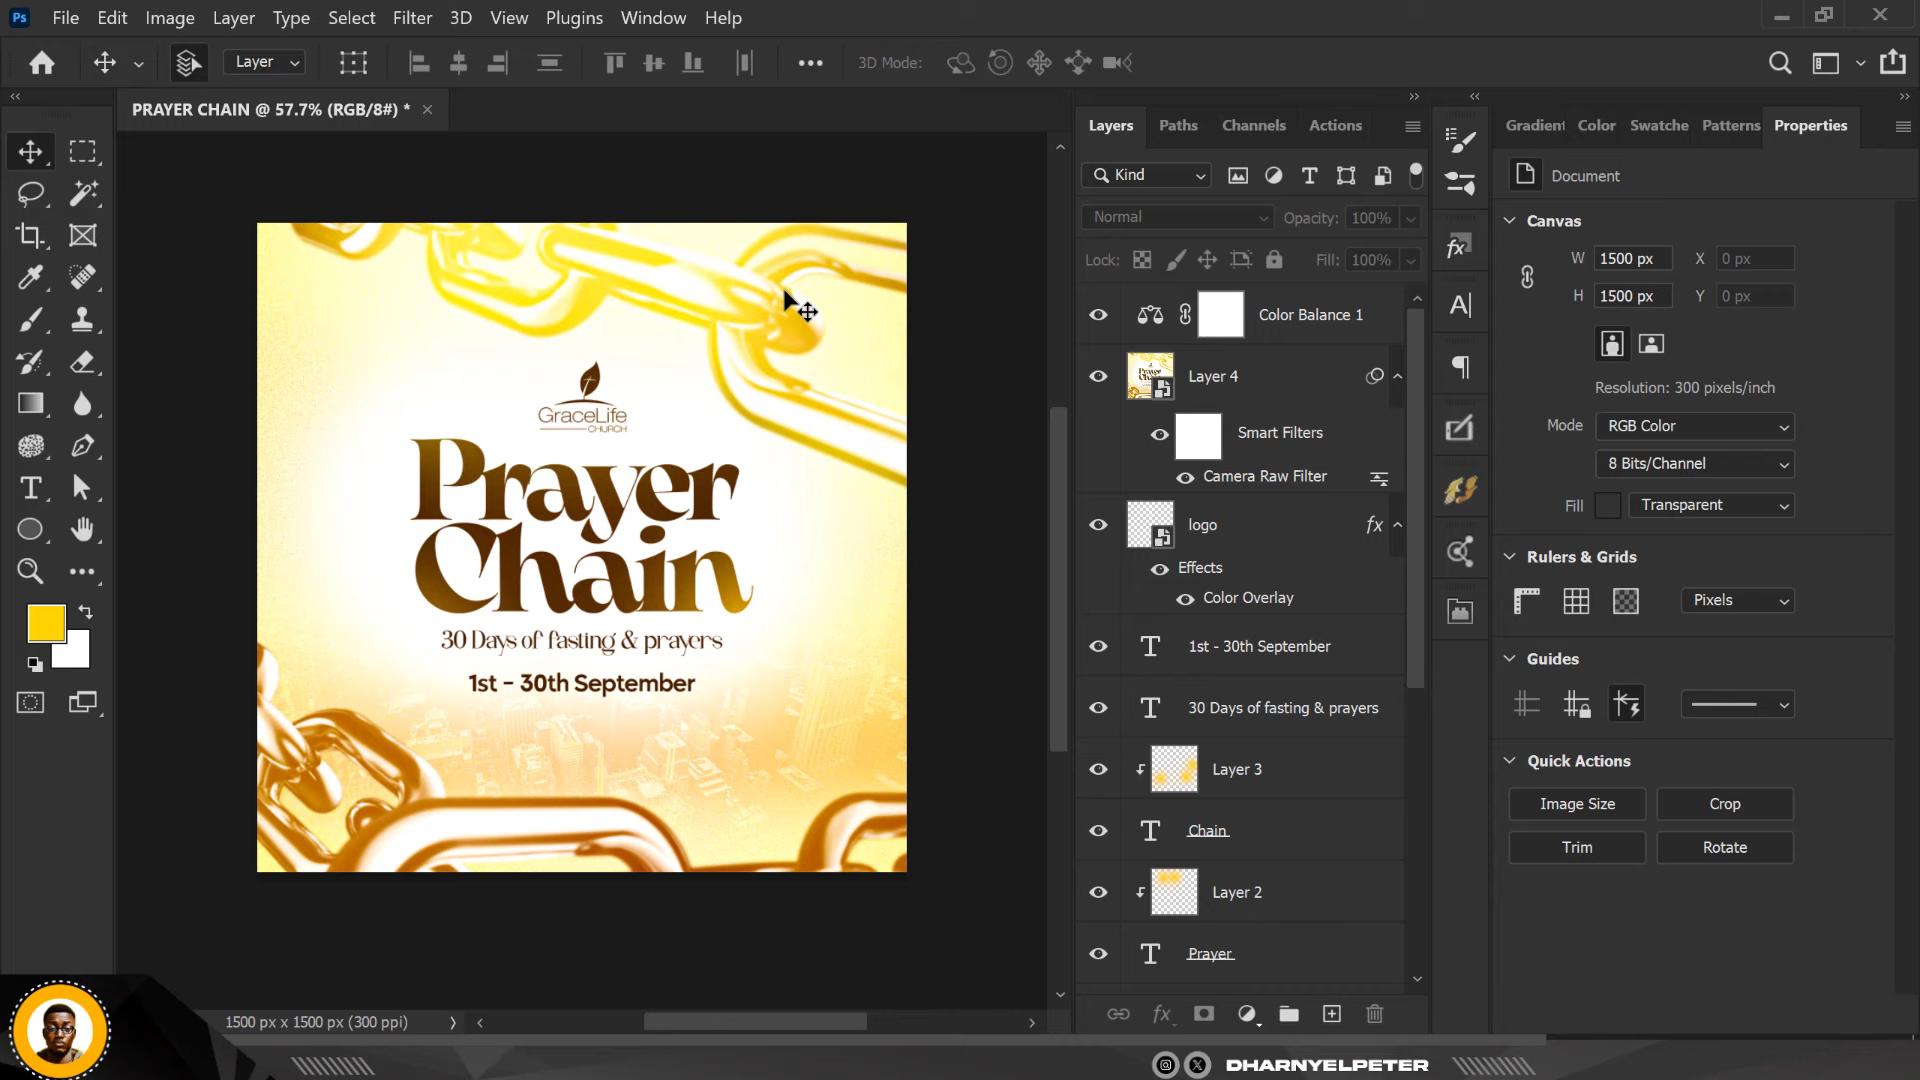 Ps File Edit Image Layer Type Select Filter 3D View Plugins Window Help
Layer 3D Mode:
PRAYER CHAIN @ 57.7% (RGB/8#) *
Layers Paths Channels Actions
Gradient Color Swatche Patterns Properties
Kind
Document
Normal Opacity: 100%
Canvas
Lock: Fill: 100%
W 1500 px X 0 px
H 1500 px Y 0 px
Color Balance 1
Layer 4
Resolution: 300 pixels/inch
Smart Filters
Mode RGB Color
Camera Raw Filter
8 Bits/Channel
Fill Transparent
logo fx
Effects
Rulers & Grids
Color Overlay
Pixels
1st - 30th September
Guides
30 Days of fasting & prayers
Layer 3
Quick Actions
Image Size Crop
Chain
Trim Rotate
Layer 2
Prayer
GraceLife
CHURCH
Prayer
Chain
30 Days of fasting & prayers
1st - 30th September
1500 px x 1500 px (300 ppi)
DHARNYELPETER